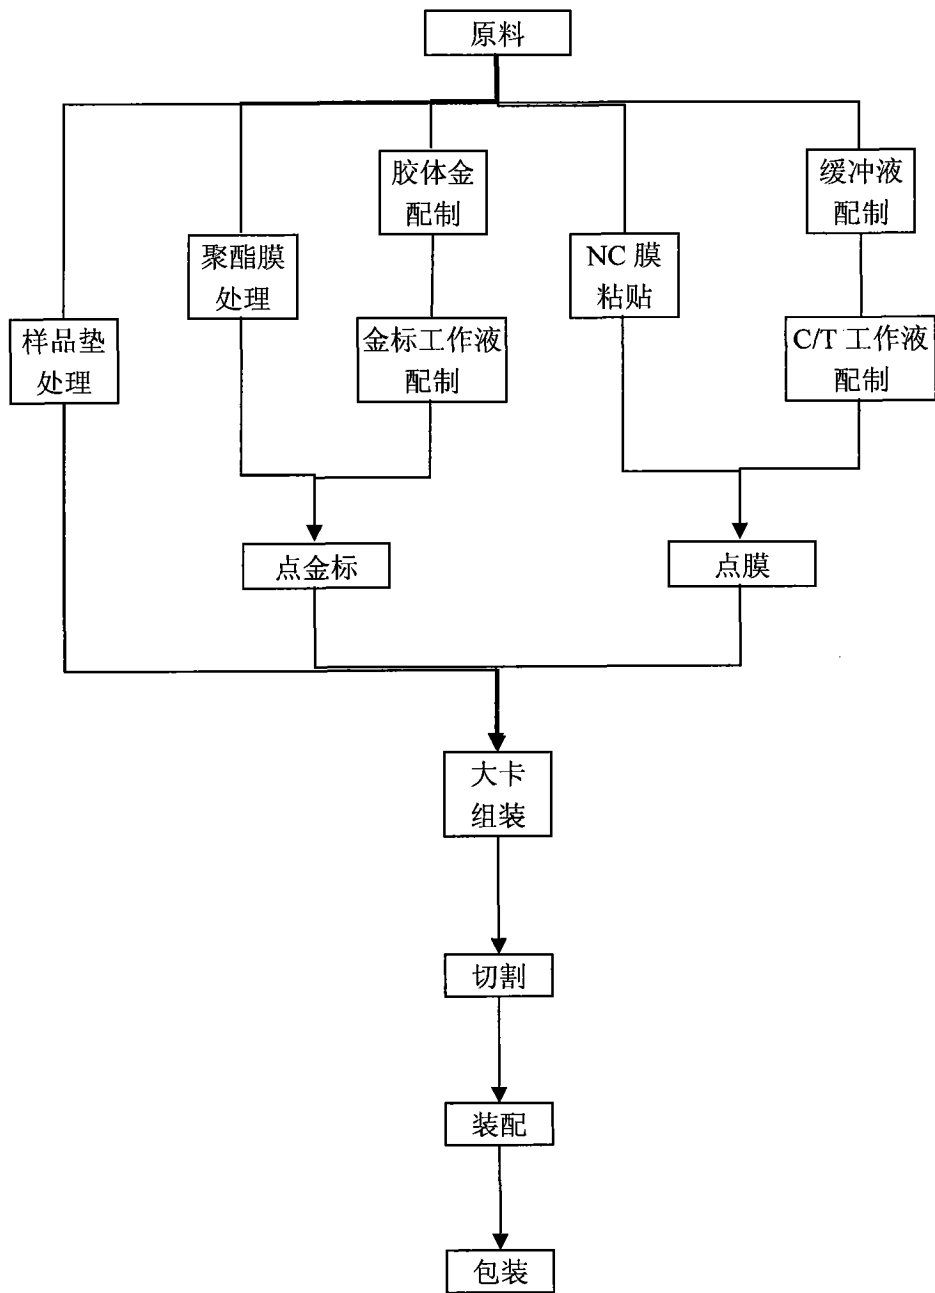 原料
胶体金
配制
缓冲液
配制
聚酯膜
处理
NC 膜
粘贴
样品垫
处理
金标工作液
配制
C/T 工作液
配制
点金标
点膜
大卡
组装
切割
装配
包装